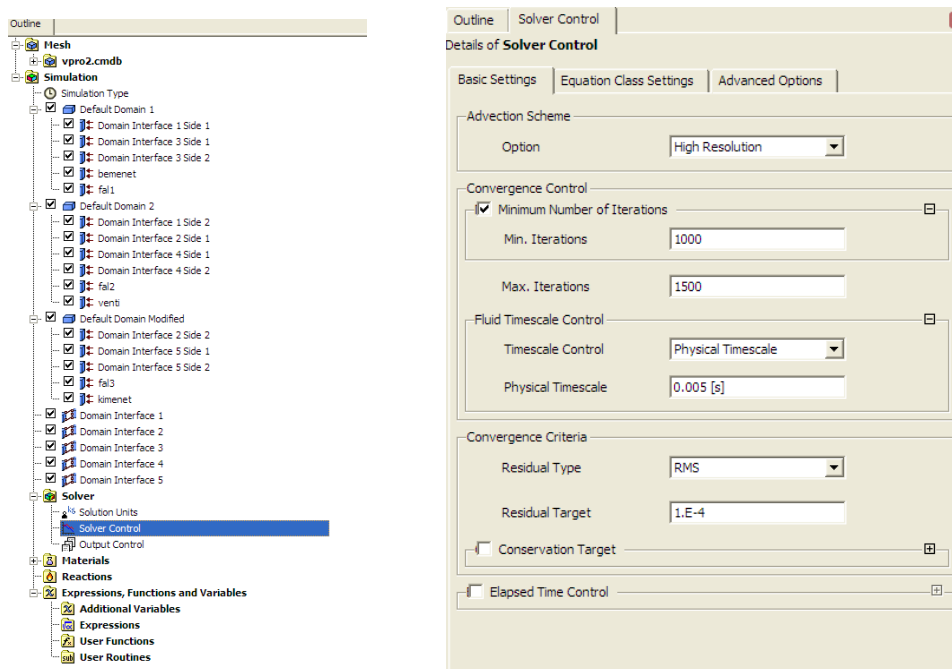 Outline
Mesh
vpro2.cmdb
Simulation
Simulation Type
Default Domain 1
Domain Interface 1 Side 1
Domain Interface 3 Side 1
Domain Interface 3 Side 2
bemenet
fal1
Default Domain 2
Domain Interface 1 Side 2
Domain Interface 2 Side 1
Domain Interface 4 Side 1
Domain Interface 4 Side 2
fal2
venti
Default Domain Modified
Domain Interface 2 Side 2
Domain Interface 5 Side 1
Domain Interface 5 Side 2
fal3
kimenet
Domain Interface 1
Domain Interface 2
Domain Interface 3
Domain Interface 4
Domain Interface 5
Solver
Solution Units
Solver Control
Output Control
Materials
Reactions
Expressions, Functions and Variables
Additional Variables
Expressions
User Functions
User Routines
Outline Solver Control
Details of Solver Control
Basic Settings Equation Class Settings Advanced Options
Advection Scheme
Option High Resolution
Convergence Control
Minimum Number of Iterations
Min. Iterations 1000
Max. Iterations 1500
Fluid Timescale Control
Timescale Control Physical Timescale
Physical Timescale 0.005 [s]
Convergence Criteria
Residual Type RMS
Residual Target 1.E-4
Conservation Target
Elapsed Time Control